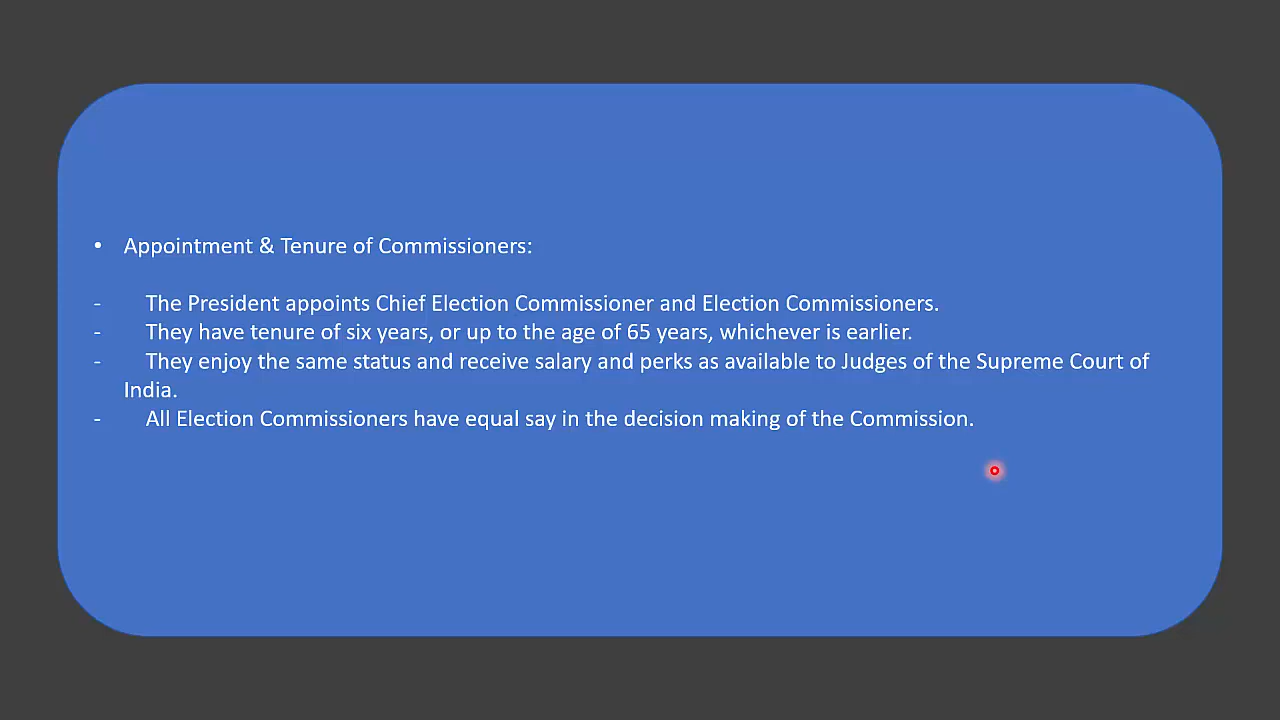 • Appointment & Tenure of Commissioners:
- The President appoints Chief Election Commissioner and Election Commissioners.
- They have tenure of six years, or up to the age of 65 years, whichever is earlier.
- They enjoy the same status and receive salary and perks as available to Judges of the Supreme Court of
India.
- All Election Commissioners have equal say in the decision making of the Commission.